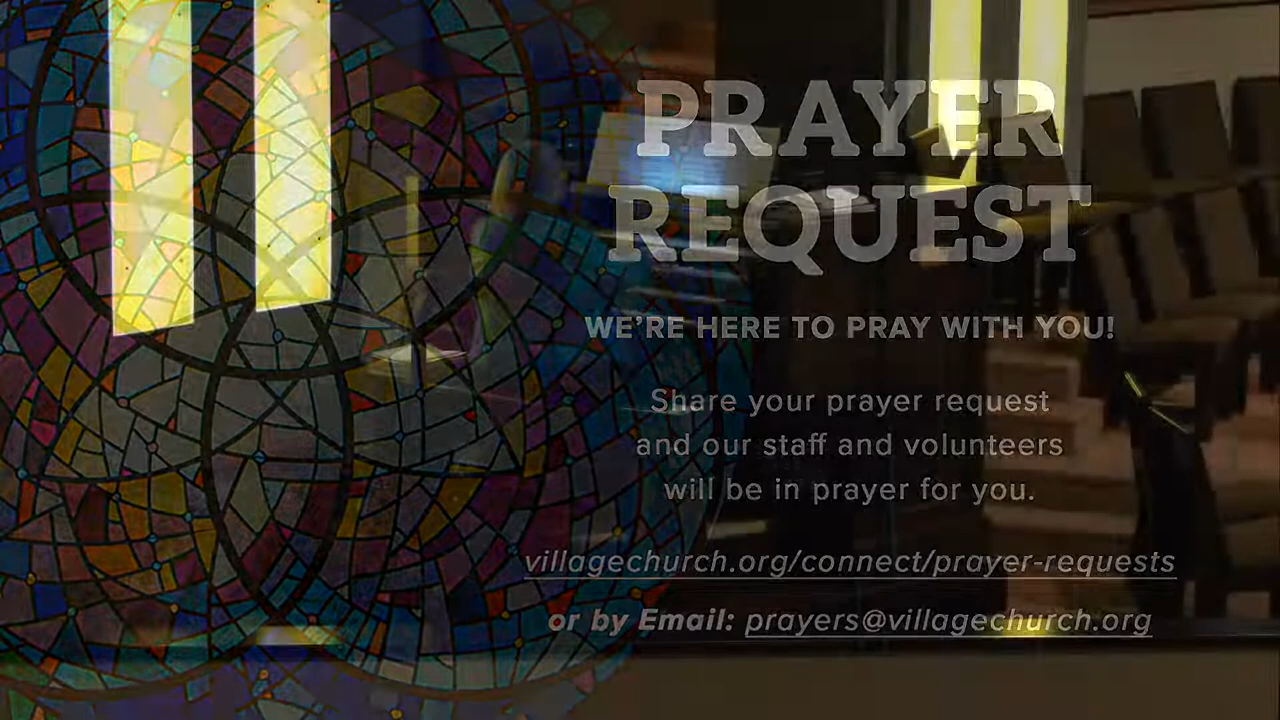 PRAYER
REQUEST
WE'RE HERE TO PRAY WITH YOU!
Share your prayer request
and our staff and volunteers
will be in prayer for you.
villagechurch.org/connect/prayer-requests
or by Email: prayers@villagechurch.org